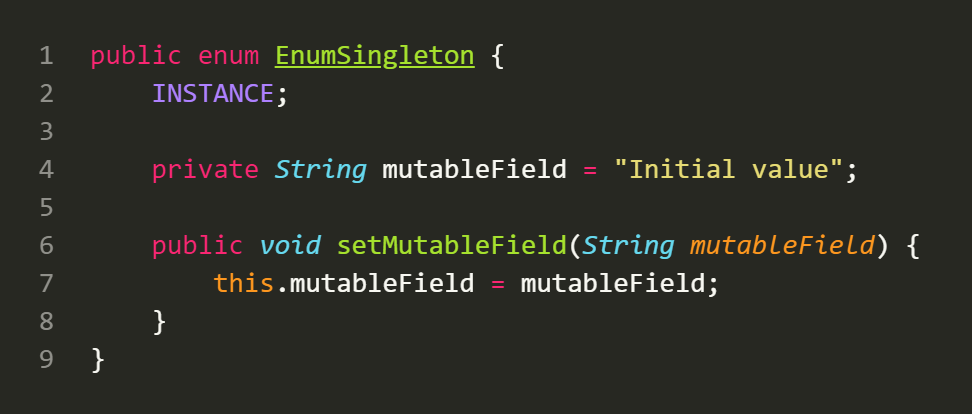 1 public enum EnumSingleton {
2     INSTANCE;
3
4     private String mutableField = "Initial value";
5
6     public void setMutableField(String mutableField) {
7         this.mutableField = mutableField;
8     }
9 }